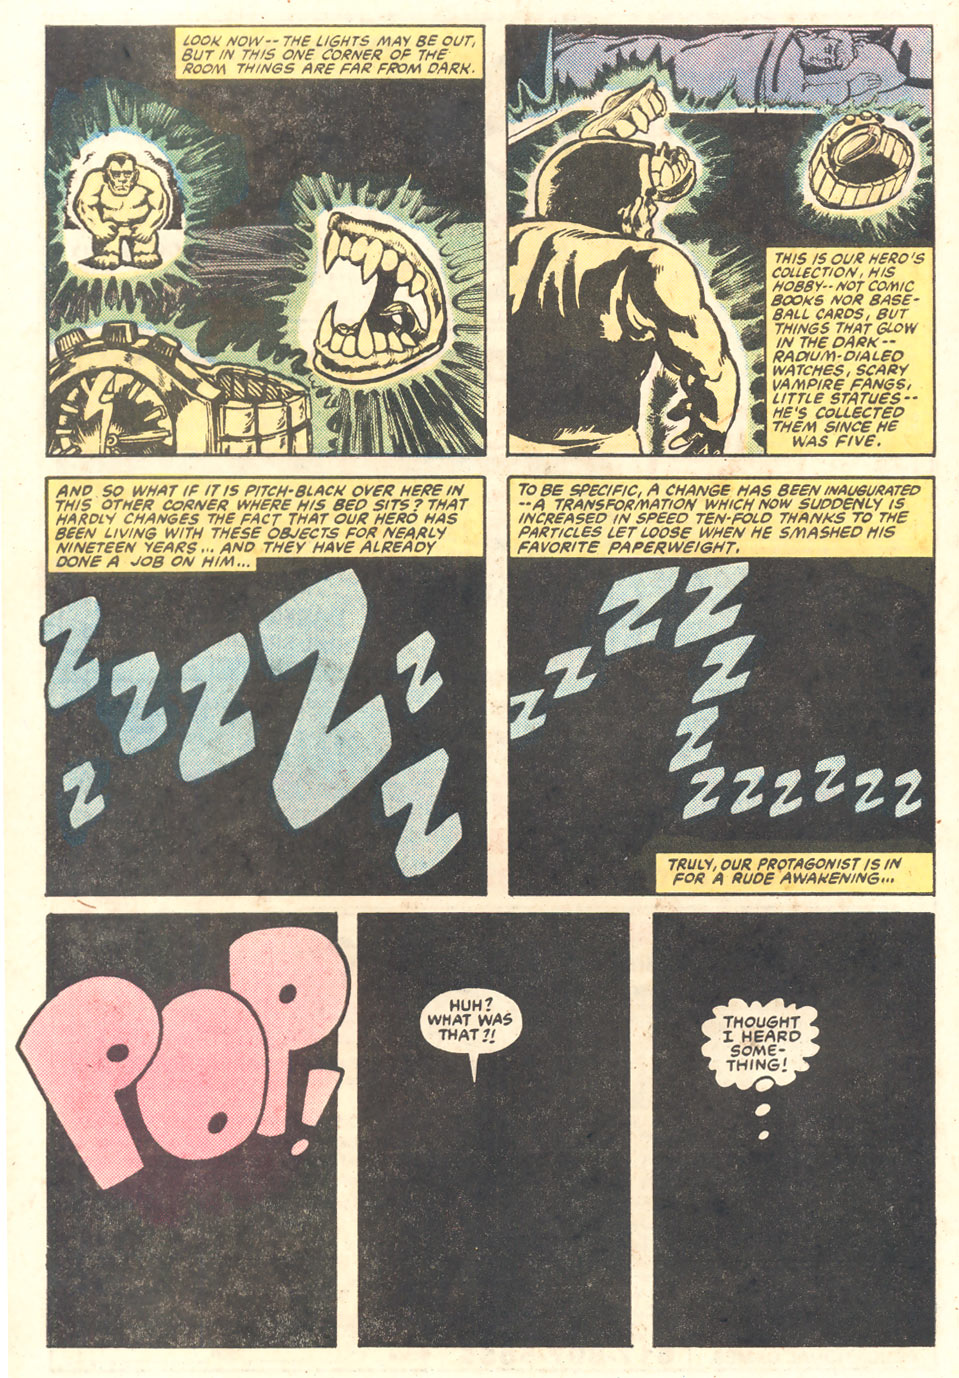 LOOK NOW-- THE LIGHTS MAY BE OUT,
BUT IN THIS ONE CORNER OF THE
ROOM THINGS ARE FAR FROM DARK.
THIS IS OUR HERO'S
COLLECTION, HIS
HOBBY-- NOT COMIC
BOOKS NOR BASE-
BALL CARDS, BUT
THINGS THAT GLOW
IN THE DARK--
RADIUM-DIALED
WATCHES, SCARY
VAMPIRE FANGS,
LITTLE STATUES--
HE'S COLLECTED
THEM SINCE HE
WAS FIVE.
AND SO WHAT IF IT IS PITCH-BLACK OVER HERE IN
THIS OTHER CORNER WHERE HIS BED SITS? THAT
HARDLY CHANGES THE FACT THAT OUR HERO HAS
BEEN LIVING WITH THESE OBJECTS FOR NEARLY
NINETEEN YEARS... AND THEY HAVE ALREADY
DONE A JOB ON HIM...
Z Z Z Z Z Z Z
TO BE SPECIFIC, A CHANGE HAS BEEN INAUGURATED
--A TRANSFORMATION WHICH NOW SUDDENLY IS
INCREASED IN SPEED TEN-FOLD THANKS TO THE
PARTICLES LET LOOSE WHEN HE SMASHED HIS
FAVORITE PAPERWEIGHT.
Z Z Z Z Z Z Z Z Z Z Z Z
TRULY, OUR PROTAGONIST IS IN
FOR A RUDE AWAKENING...
POP!
HUH?
WHAT WAS
THAT?!
THOUGHT
I HEARD
SOME-
THING!